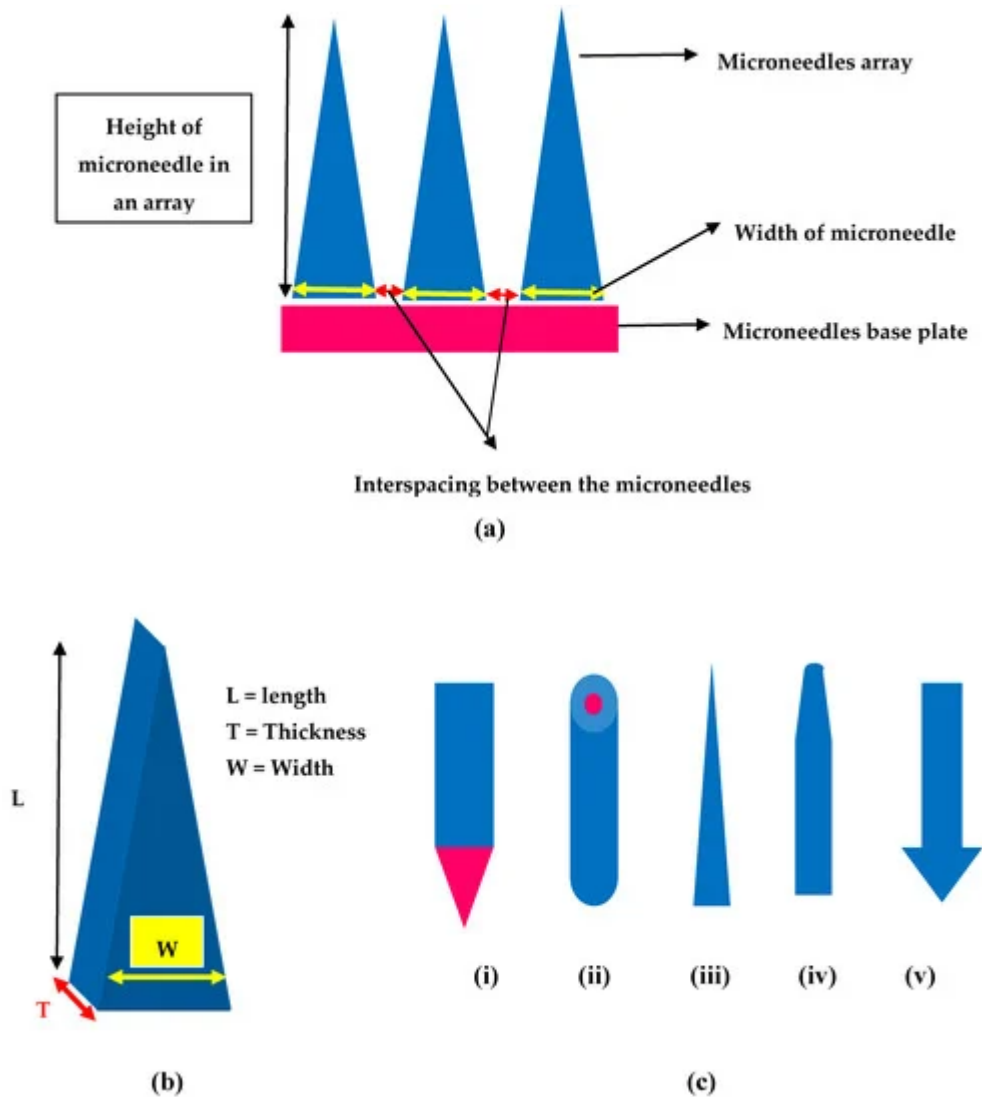 Microneedles array
Height of
microneedle in
an array
Width of microneedle
Microneedles base plate
Interspacing between the microneedles
(a)
L = length
T = Thickness
W = Width
L
W
T
(i)
(ii)
(iii)
(iv)
(v)
(b)
(c)